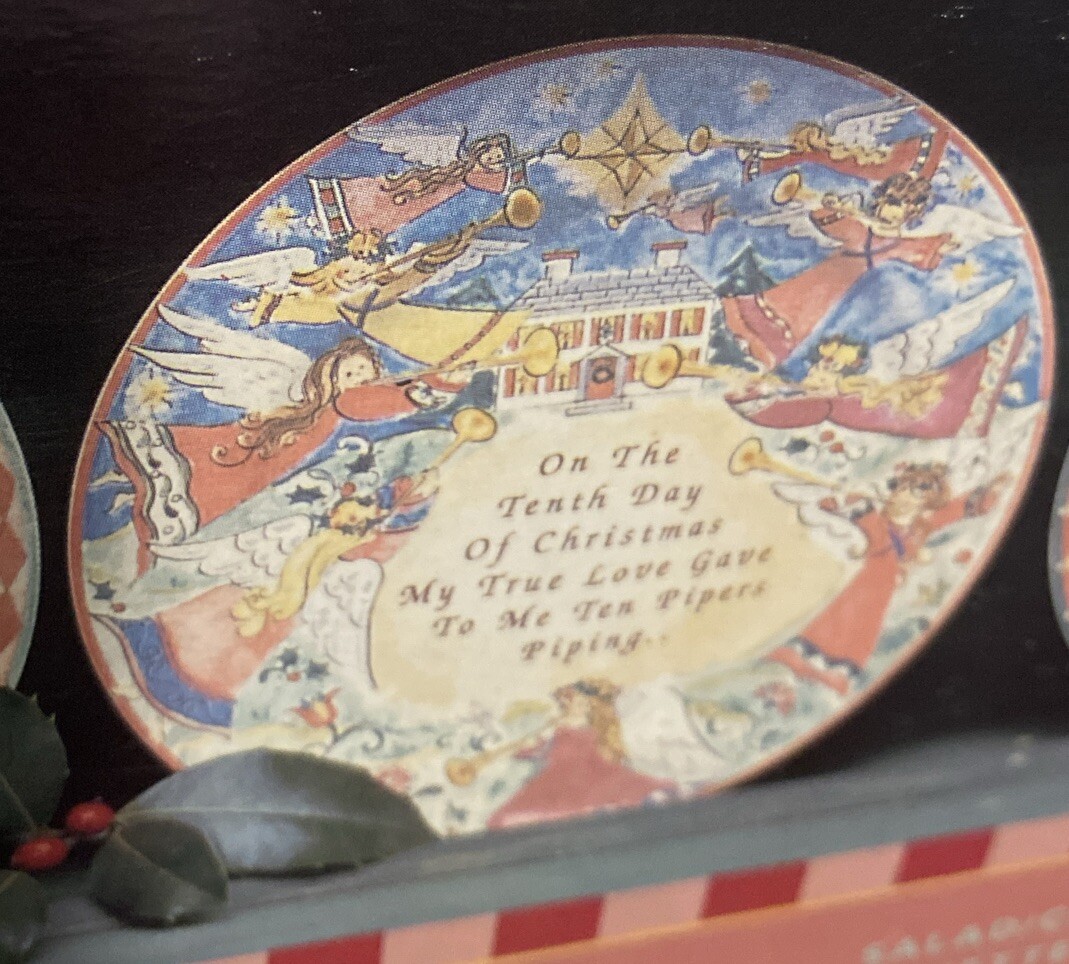 On The
Tenth Day
Of Christmas
My True Love Gave
To Me Ten Pipers
Piping..